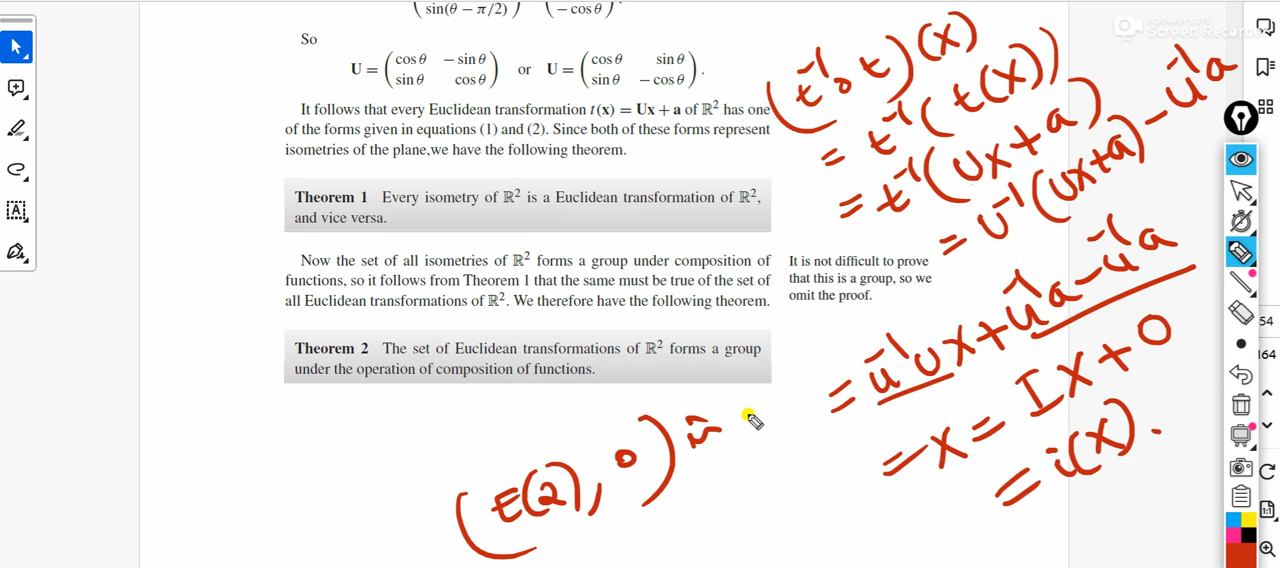 ( sin(θ − π/2) ) ( − cos θ ) .
So
U = ( cos θ − sin θ ) or U = ( cos θ sin θ ) .
( sin θ cos θ ) ( sin θ − cos θ )
It follows that every Euclidean transformation t(x) = Ux + a of ℝ² has one
of the forms given in equations (1) and (2). Since both of these forms represent
isometries of the plane,we have the following theorem.
Theorem 1 Every isometry of ℝ² is a Euclidean transformation of ℝ²,
and vice versa.
Now the set of all isometries of ℝ² forms a group under composition of
functions, so it follows from Theorem 1 that the same must be true of the set of
all Euclidean transformations of ℝ². We therefore have the following theorem.
It is not difficult to prove
that this is a group, so we
omit the proof.
Theorem 2 The set of Euclidean transformations of ℝ² forms a group
under the operation of composition of functions.
(t⁻¹∘t)(x)
= t⁻¹(t(x))
= t⁻¹(Ux+a)
= U⁻¹(Ux+a) − U⁻¹a
= U⁻¹Ux + U⁻¹a − U⁻¹a
= x = Ix + 0
= i(x).
(E(2), ∘) is
Apowersoft
Screen Recorder
54
164
1:1